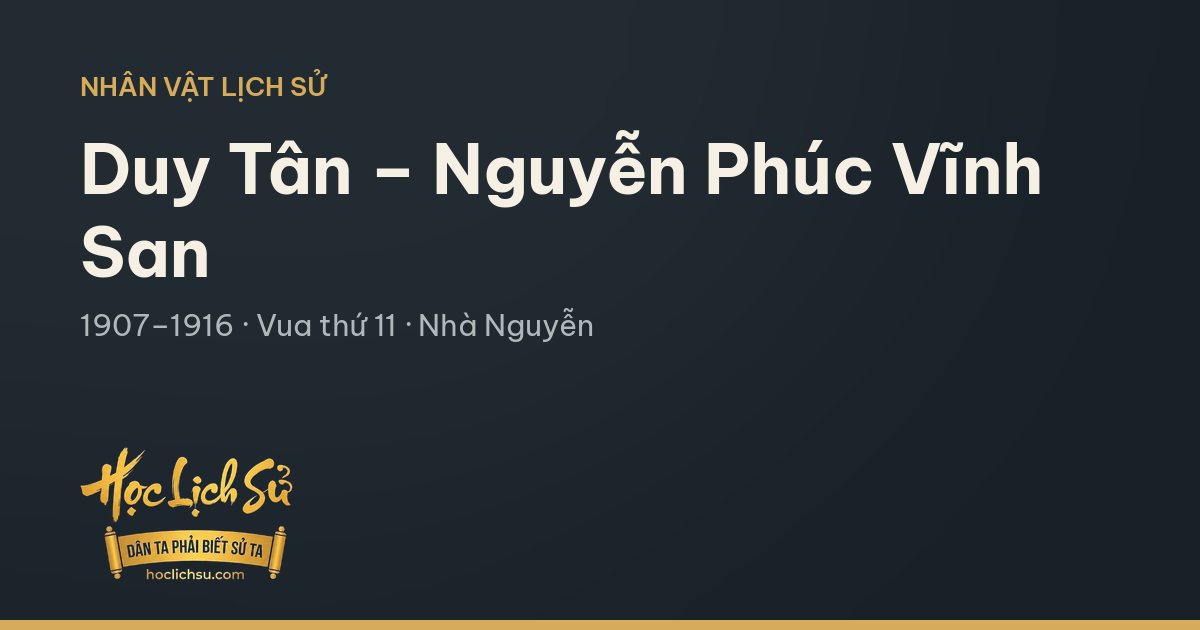 NHÂN VẬT LỊCH SỬ
Duy Tân – Nguyễn Phúc Vĩnh
San
1907–1916 · Vua thứ 11 · Nhà Nguyễn
Học Lịch Sử
DÂN TA PHẢI BIẾT SỬ TA
hoclichsu.com